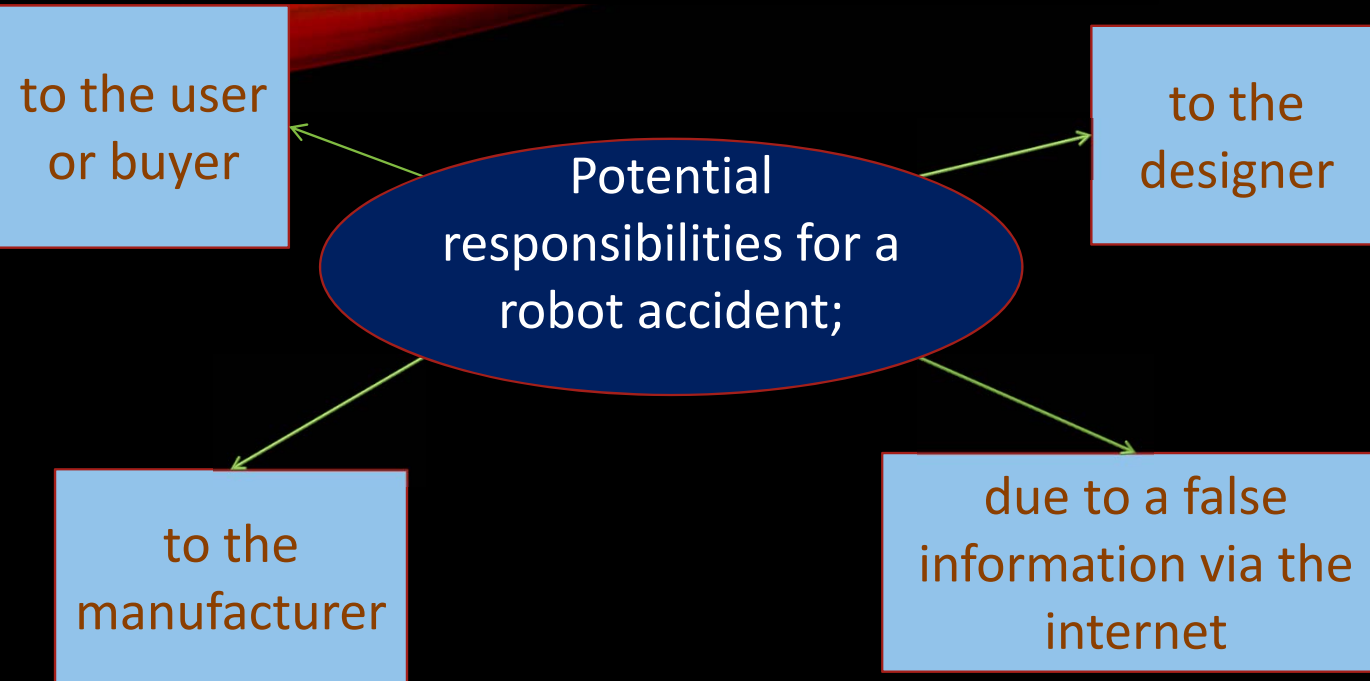 to the user
or buyer
to the
designer
Potential
responsibilities for a
robot accident;
to the
manufacturer
due to a false
information via the
internet